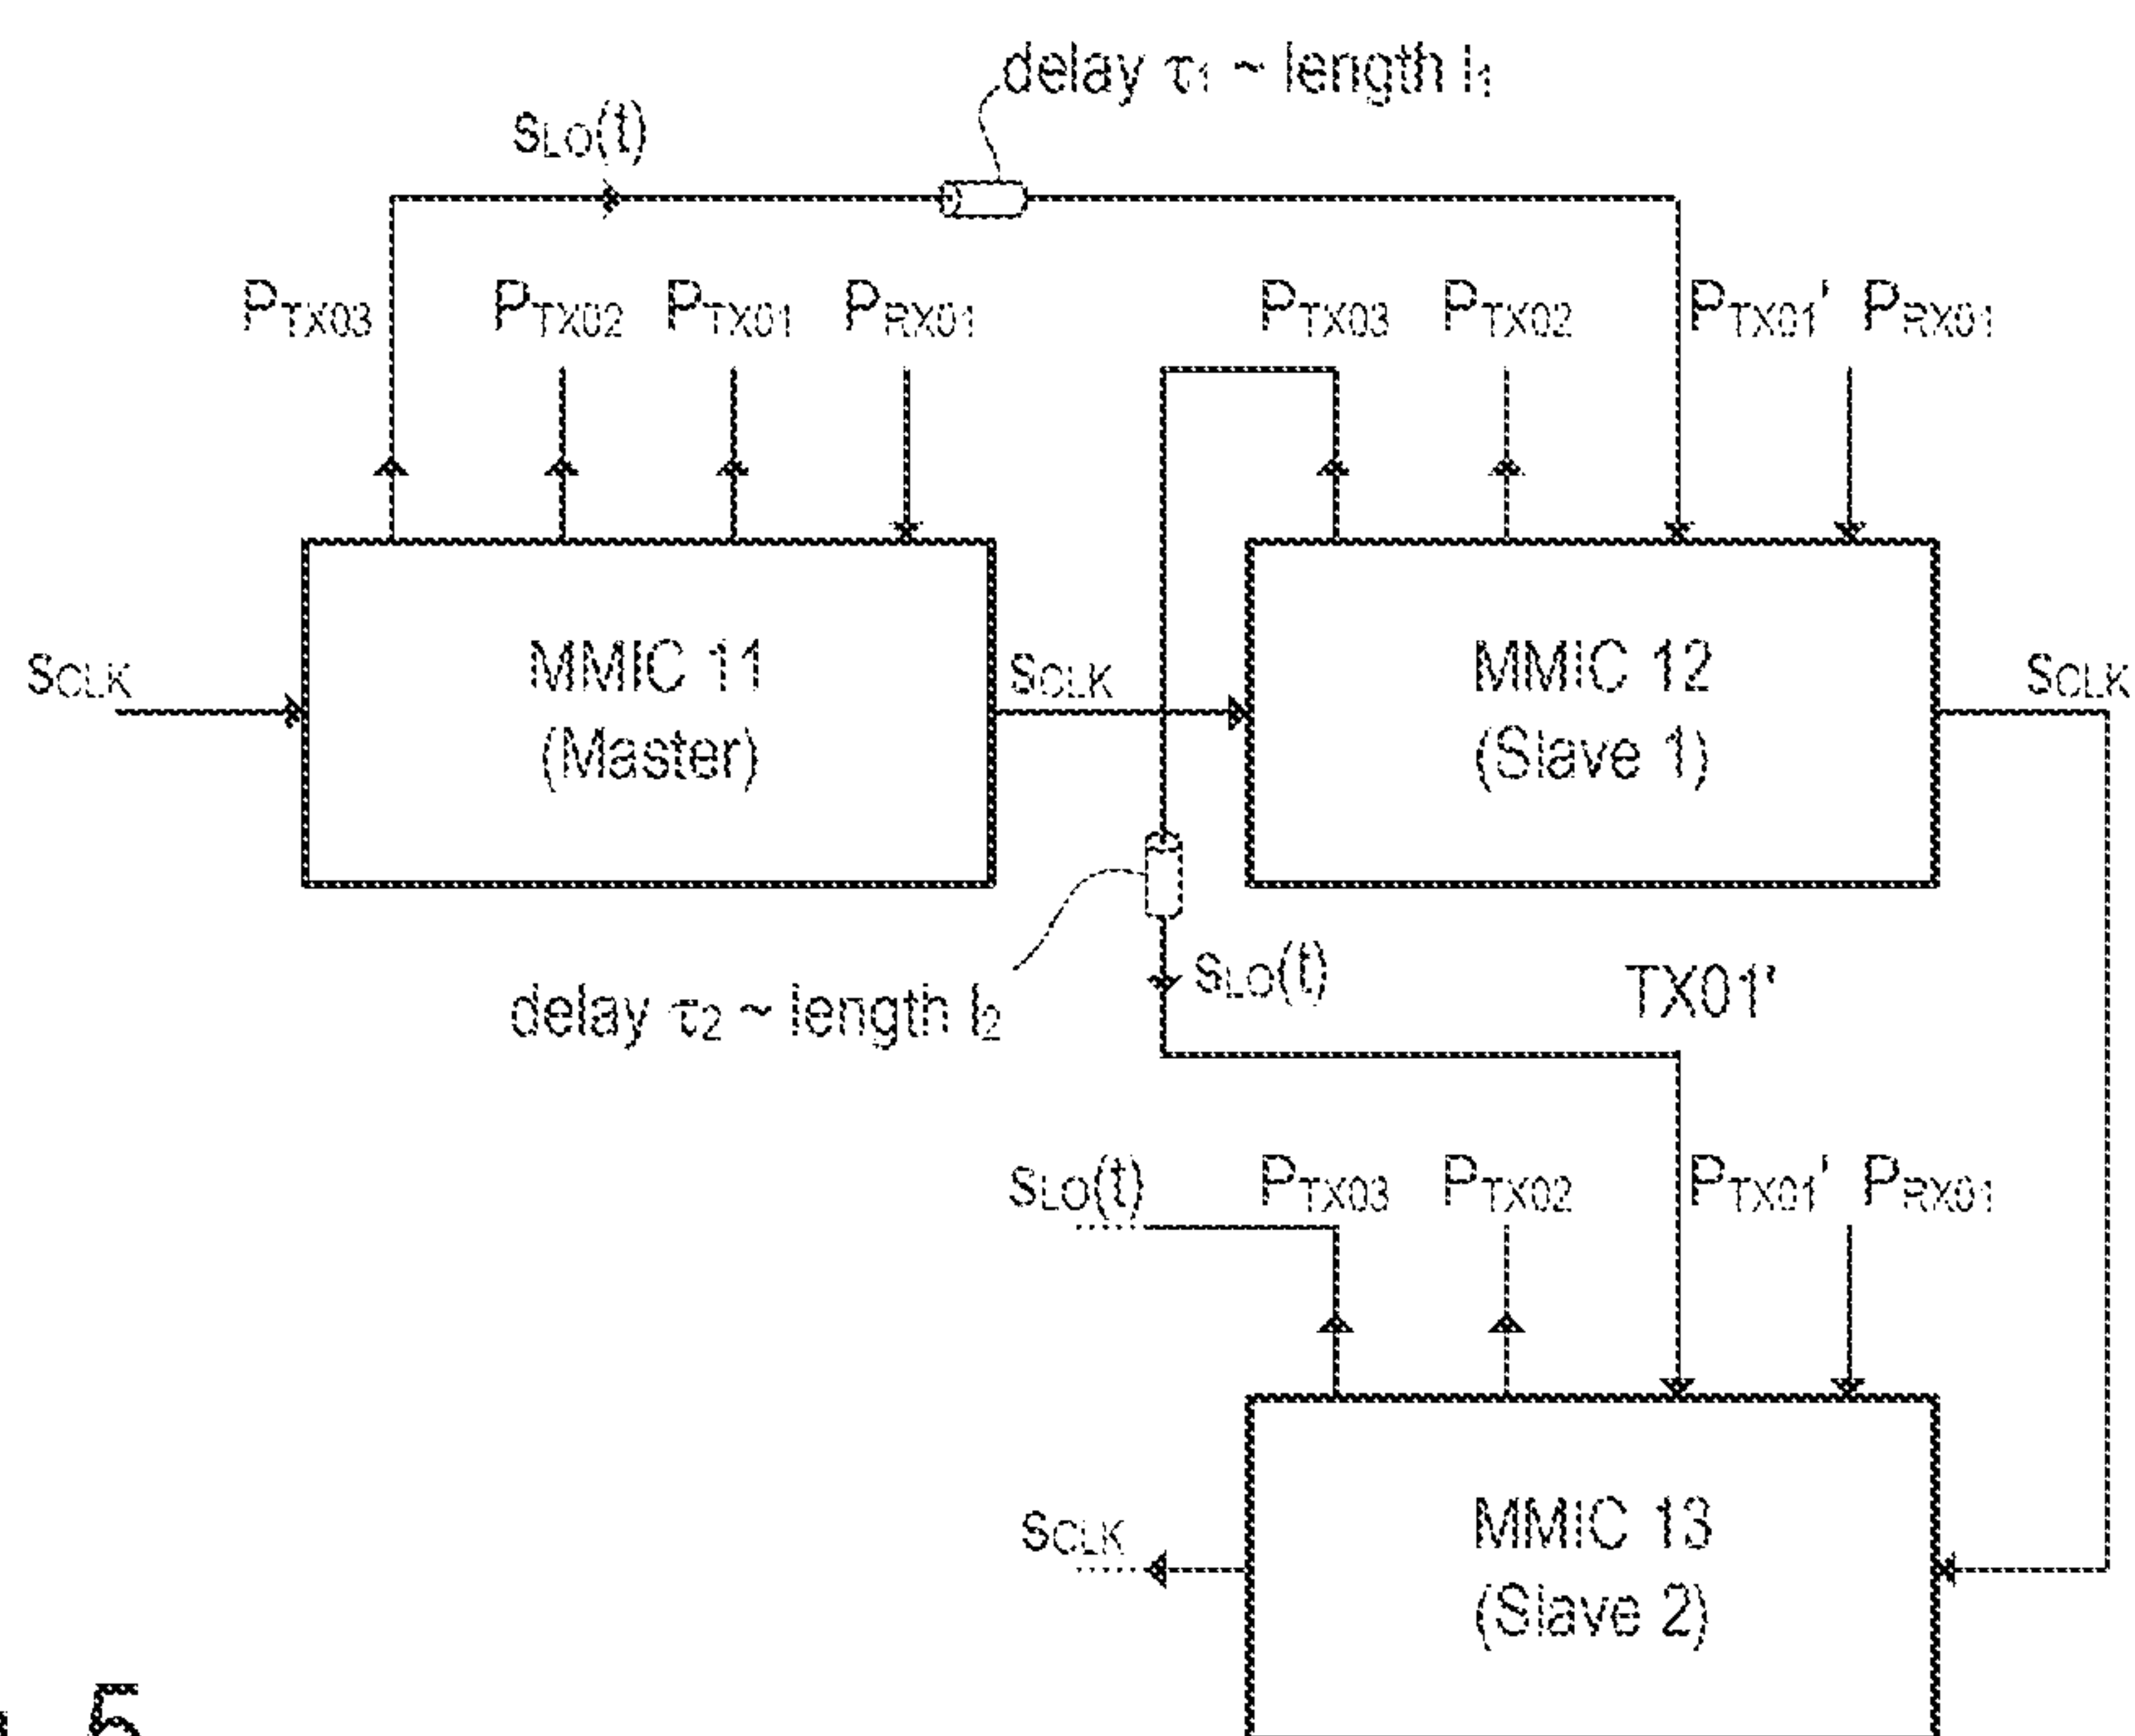 delay τ₁ ~ length l₁
sLO(t)
PTX03 PTX02 PTX01 PRX01 PTX03 PTX02 PTX01' PRX01
sCLK
MMIC 11
(Master)
sCLK
MMIC 12
(Slave 1)
sCLK
sLO(t)
TX01'
delay τ₂ ~ length l₂
sLO(t)
PTX03 PTX02 PTX01' PRX01
sCLK
MMIC 13
(Slave 2)
5